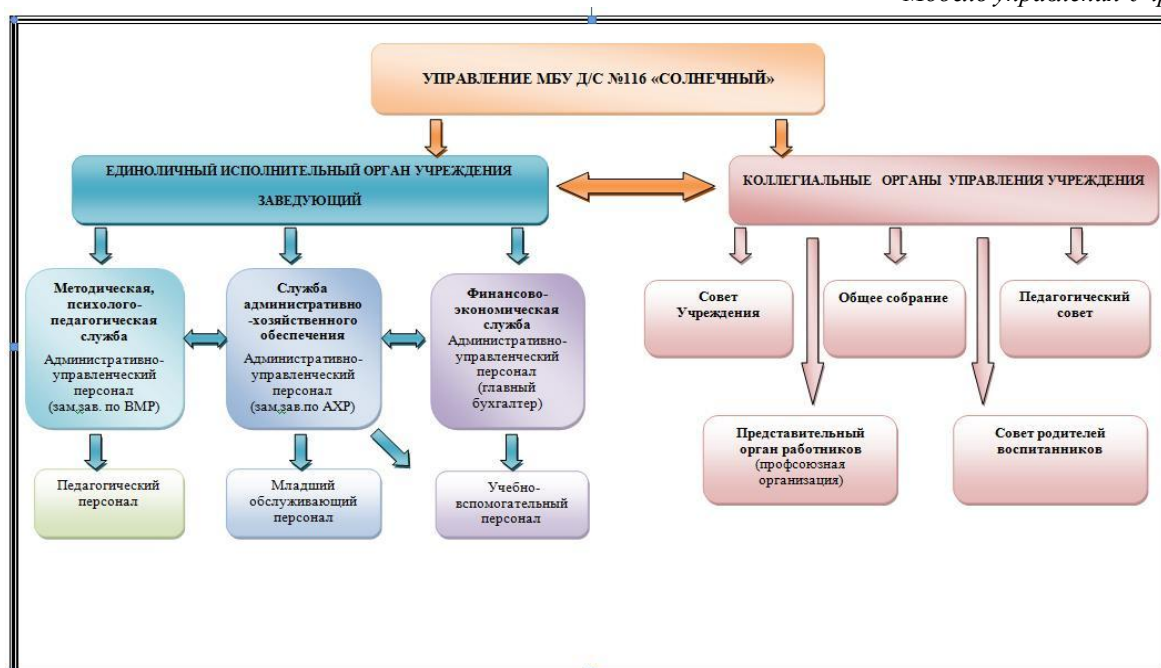 УПРАВЛЕНИЕ МБУ Д/С №116 «СОЛНЕЧНЫЙ»
ЕДИНОЛИЧНЫЙ ИСПОЛНИТЕЛЬНЫЙ ОРГАН УЧРЕЖДЕНИЯ
ЗАВЕДУЮЩИЙ
КОЛЛЕГИАЛЬНЫЕ ОРГАНЫ УПРАВЛЕНИЯ УЧРЕЖДЕНИЯ
Методическая,
психолого-
педагогическая
служба
Административно-
управленческий
персонал
(зам,зав. по ВМР)
Служба
административно
-хозяйственного
обеспечения
Административно-
управленческий
персонал
(зам,зав.по АХР)
Финансово-
экономическая
служба
Административно-
управленческий
персонал
(главный
бухгалтер)
Совет
Учреждения
Общее собрание
Педагогический
совет
Представительный
орган работников
(профсоюзная
организация)
Совет родителей
воспитанников
Педагогический
персонал
Младший
обслуживающий
персонал
Учебно-
вспомогательный
персонал